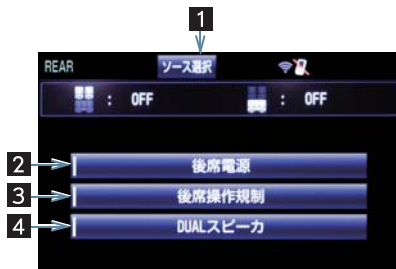 1
REAR ソース選択
: OFF : OFF
2 後席電源
3 後席操作規制
4 DUALスピーカ